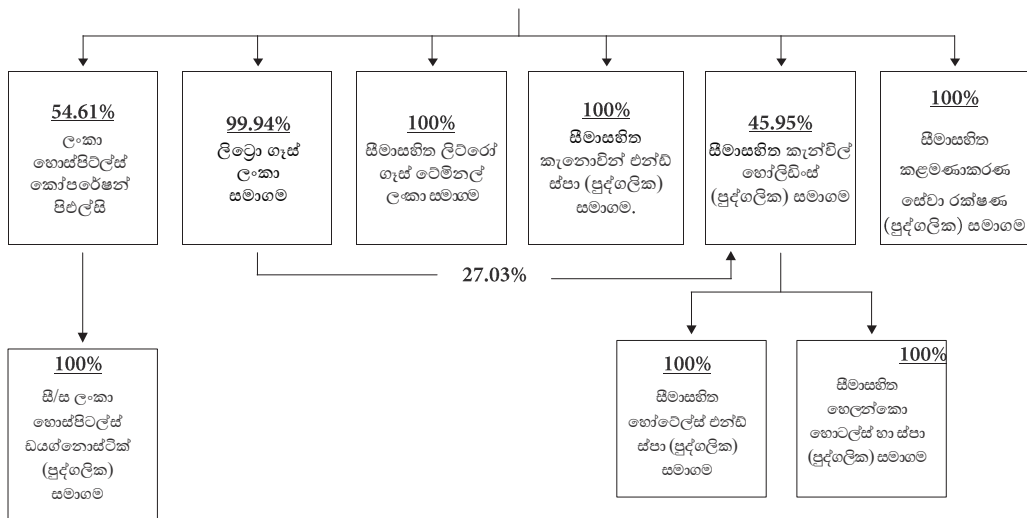 54.61%
ලංකා
හොස්පිට්ල්ස්
කෝපරේෂන්
පීඑල්සී
99.94%
ලිට්‍රො ගෑස්
ලංකා
සමාගම
100%
සීමාසහිත ලිට්රෝ
ගෑස් ටෙමිනල්
ලංකා සමාගම
100%
සීමාසහිත
කැනොවින් එන්ඩ්
ස්පා (පුද්ගලික)
සමාගම.
45.95%
සීමාසහිත කැන්විල්
හෝලිඩිංස්
(පුද්ගලික) සමාගම
100%
සීමාසහිත
කළමණාකරණ
සේවා රක්ෂණ
(පුද්ගලික) සමාගම
27.03%
100%
සී/ස ලංකා
හොස්පිටල්ස්
ඩයග්නොස්ටික්
(පුද්ගලික)
සමාගම
100%
සීමාසහිත
හෝටේල්ස් එන්ඩ්
ස්පා (පුද්ගලික)
සමාගම
100%
සීමාසහිත
හෙලන්කො
හොටල්ස් හා ස්පා
(පුද්ගලික) සමාගම